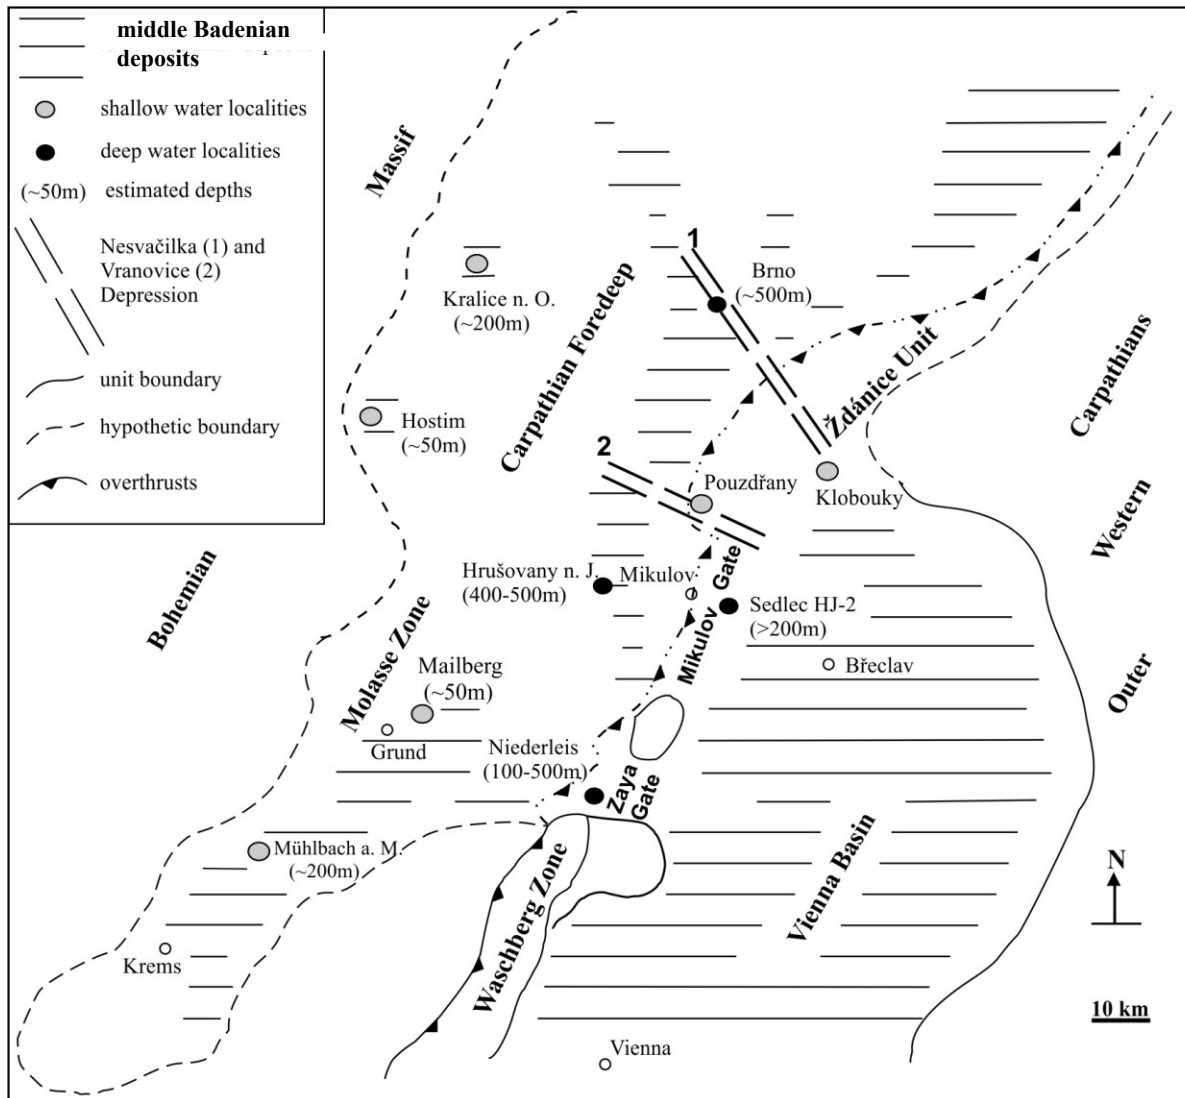 middle Badenian
deposits
shallow water localities
deep water localities
(~50m) estimated depths
Nesvačilka (1) and
Vranovice (2)
Depression
unit boundary
hypothetic boundary
overthrusts
Massif
Bohemian
Carpathian Foredeep
Molasse Zone
Ždánice Unit
Carpathians
Western
Outer
1
Brno
(~500m)
Kralice n. O.
(~200m)
Hostim
(~50m)
2
Pouzdřany
Klobouky
Hrušovany n. J.
(400-500m)
Mikulov
Mikulov Gate
Sedlec HJ-2
(>200m)
Břeclav
Mailberg
(~50m)
Grund
Niederleis
(100-500m)
Zaya
Gate
Mühlbach a. M.
(~200m)
Waschberg Zone
Vienna Basin
Krems
Vienna
N
10 km